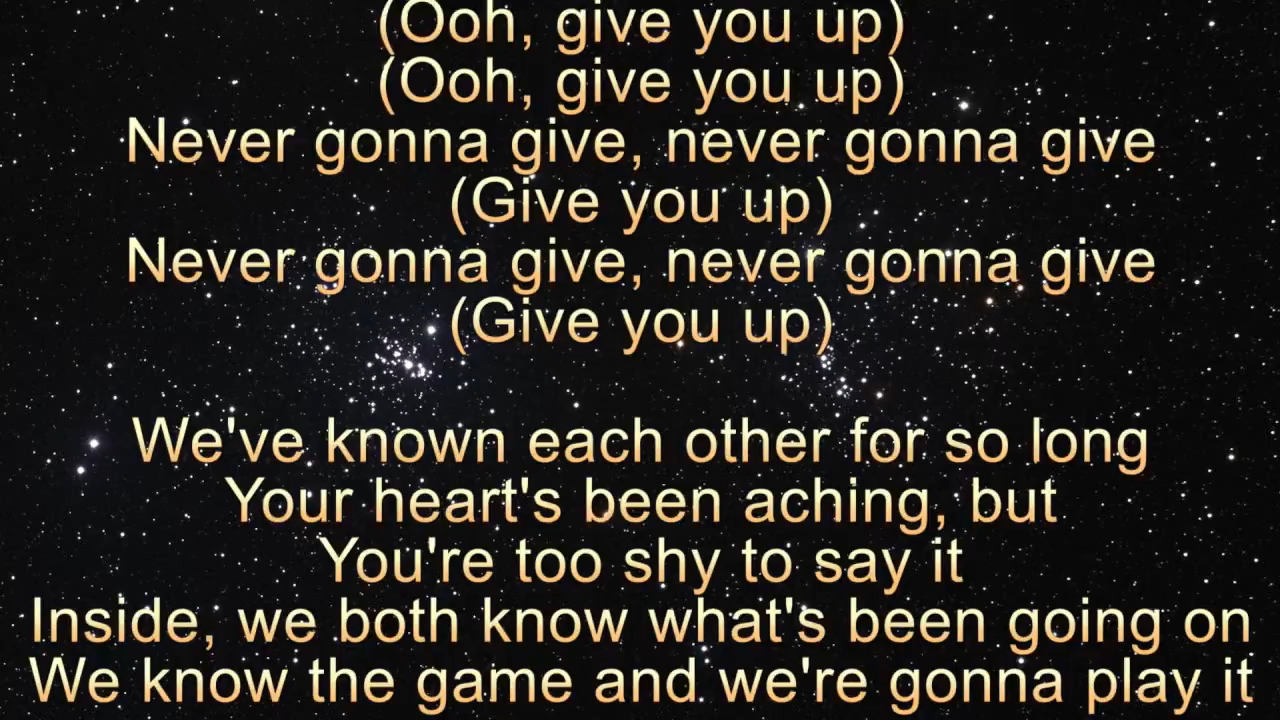 (Ooh, give you up)
(Ooh, give you up)
Never gonna give, never gonna give
(Give you up)
Never gonna give, never gonna give
(Give you up)
We've known each other for so long
Your heart's been aching, but
You're too shy to say it
Inside, we both know what's been going on
We know the game and we're gonna play it